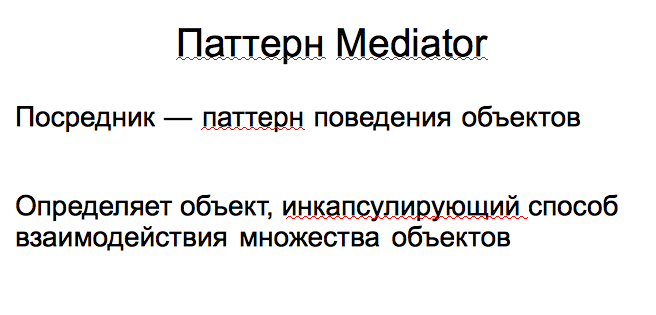 Паттерн Mediator
Посредник — паттерн поведения объектов
Определяет объект, инкапсулирующий способ
взаимодействия множества объектов